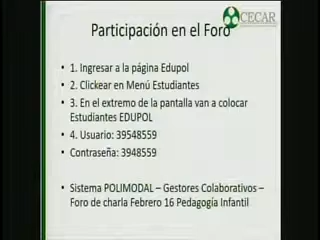 CECAR
Participación en el Foro
• 1. Ingresar a la página Edupol
• 2. Clickear en Menú Estudiantes
• 3. En el extremo de la pantalla van a colocar
Estudiantes EDUPOL
• 4. Usuario: 39548559
• Contraseña: 3948559
• Sistema POLIMODAL – Gestores Colaborativos –
Foro de charla Febrero 16 Pedagogía Infantil